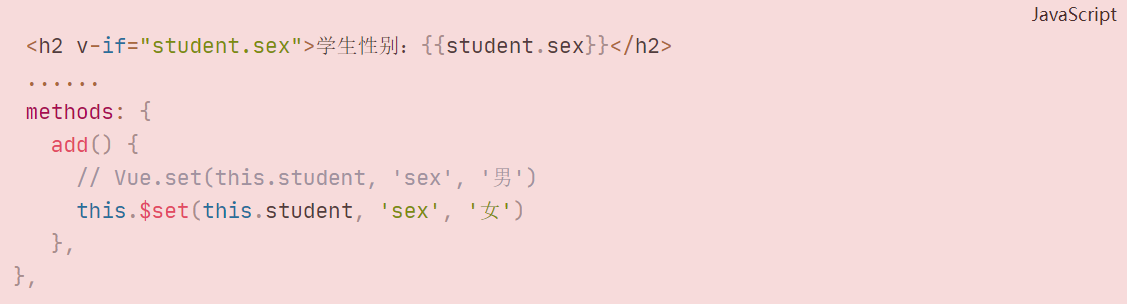 JavaScript
<h2 v-if="student.sex">学生性别：{{student.sex}}</h2>
......
methods: {
add() {
// Vue.set(this.student, 'sex', '男')
this.$set(this.student, 'sex', '女')
},
},